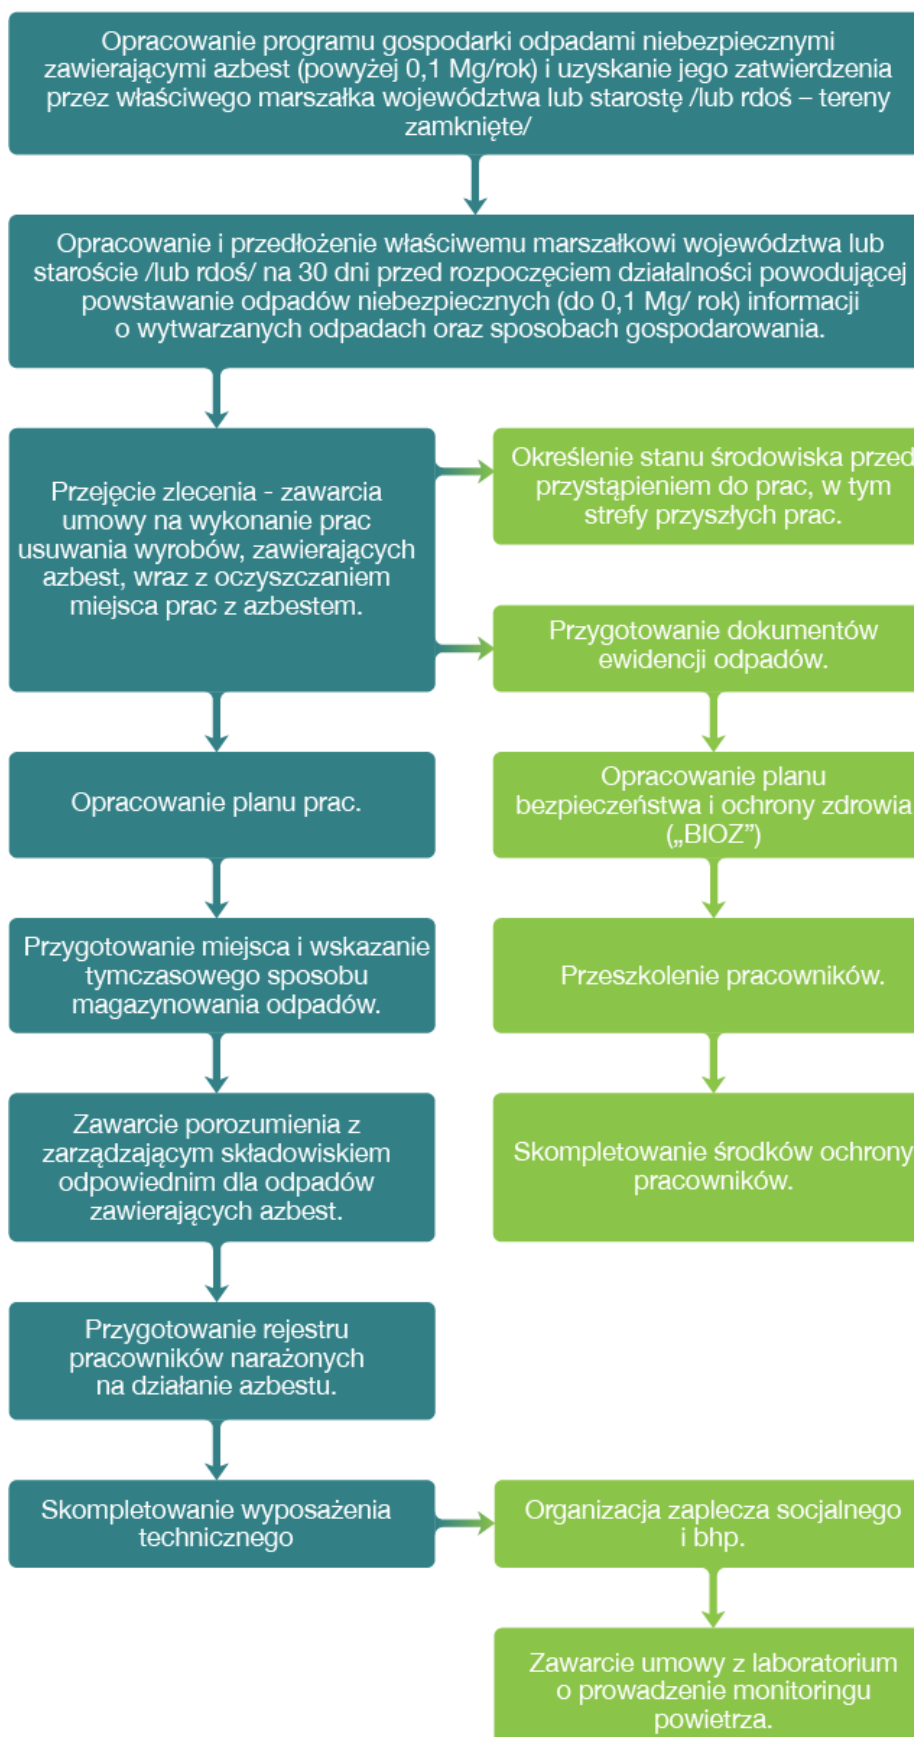 Opracowanie programu gospodarki odpadami niebezpiecznymi
zawierającymi azbest (powyżej 0,1 Mg/rok) i uzyskanie jego zatwierdzenia
przez właściwego marszałka województwa lub starostę /lub rdoś – tereny
zamknięte/
Opracowanie i przedłożenie właściwemu marszałkowi województwa lub
staroście /lub rdoś/ na 30 dni przed rozpoczęciem działalności powodującej
powstawanie odpadów niebezpiecznych (do 0,1 Mg/ rok) informacji
o wytwarzanych odpadach oraz sposobach gospodarowania.
Przejęcie zlecenia - zawarcia
umowy na wykonanie prac
usuwania wyrobów, zawierających
azbest, wraz z oczyszczaniem
miejsca prac z azbestem.
Określenie stanu środowiska przed
przystąpieniem do prac, w tym
strefy przyszłych prac.
Przygotowanie dokumentów
ewidencji odpadów.
Opracowanie planu prac.
Opracowanie planu
bezpieczeństwa i ochrony zdrowia
(„BIOZ”)
Przygotowanie miejsca i wskazanie
tymczasowego sposobu
magazynowania odpadów.
Przeszkolenie pracowników.
Zawarcie porozumienia z
zarządzającym składowiskiem
odpowiednim dla odpadów
zawierających azbest.
Skompletowanie środków ochrony
pracowników.
Przygotowanie rejestru
pracowników narażonych
na działanie azbestu.
Skompletowanie wyposażenia
technicznego
Organizacja zaplecza socjalnego
i bhp.
Zawarcie umowy z laboratorium
o prowadzenie monitoringu
powietrza.